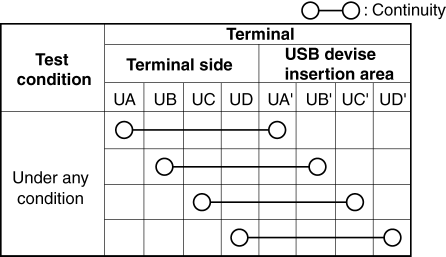 : Continuity
Terminal
Test
condition
Terminal side
USB devise
insertion area
UA UB UC UD UA' UB' UC' UD'
Under any
condition